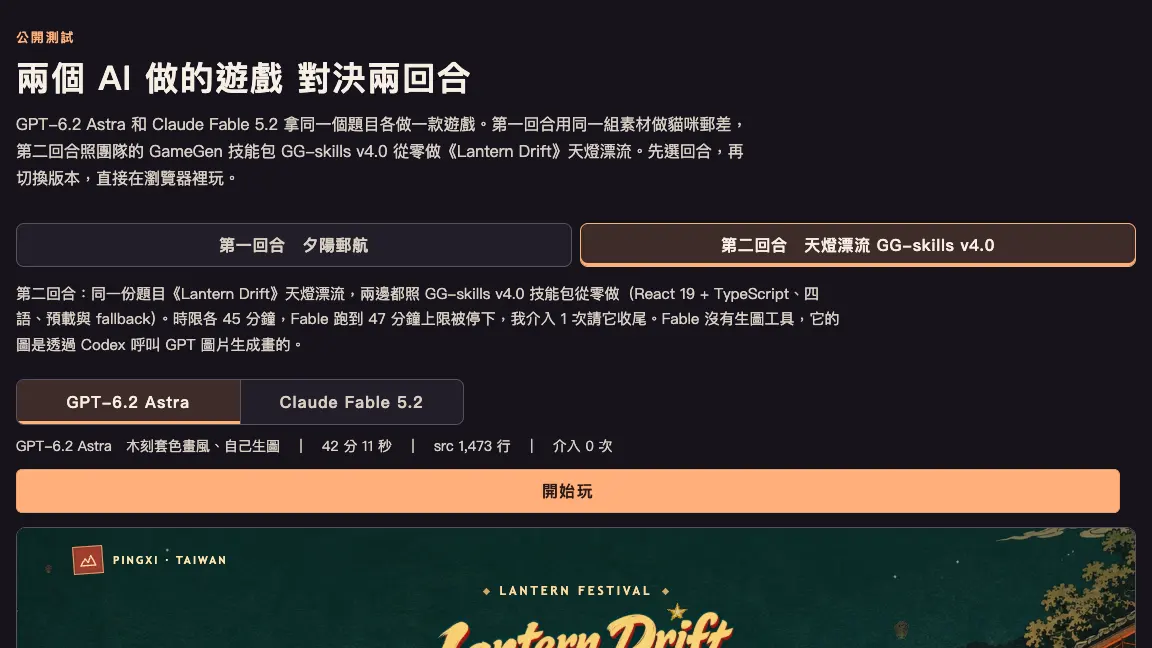 公開測試
兩個 AI 做的遊戲 對決兩回合
GPT-6.2 Astra 和 Claude Fable 5.2 拿同一個題目各做一款遊戲。第一回合用同一組素材做貓咪郵差，
第二回合照團隊的 GameGen 技能包 GG-skills v4.0 從零做《Lantern Drift》天燈漂流。先選回合，再
切換版本，直接在瀏覽器裡玩。
第一回合 夕陽郵航
第二回合 天燈漂流 GG-skills v4.0
第二回合：同一份題目《Lantern Drift》天燈漂流，兩邊都照 GG-skills v4.0 技能包從零做（React 19 + TypeScript、四
語、預載與 fallback）。時限各 45 分鐘，Fable 跑到 47 分鐘上限被停下，我介入 1 次請它收尾。Fable 沒有生圖工具，它的
圖是透過 Codex 呼叫 GPT 圖片生成畫的。
GPT-6.2 Astra
Claude Fable 5.2
GPT-6.2 Astra 木刻套色畫風、自己生圖 | 42 分 11 秒 | src 1,473 行 | 介入 0 次
開始玩
PINGXI · TAIWAN
LANTERN FESTIVAL
Lantern Drift